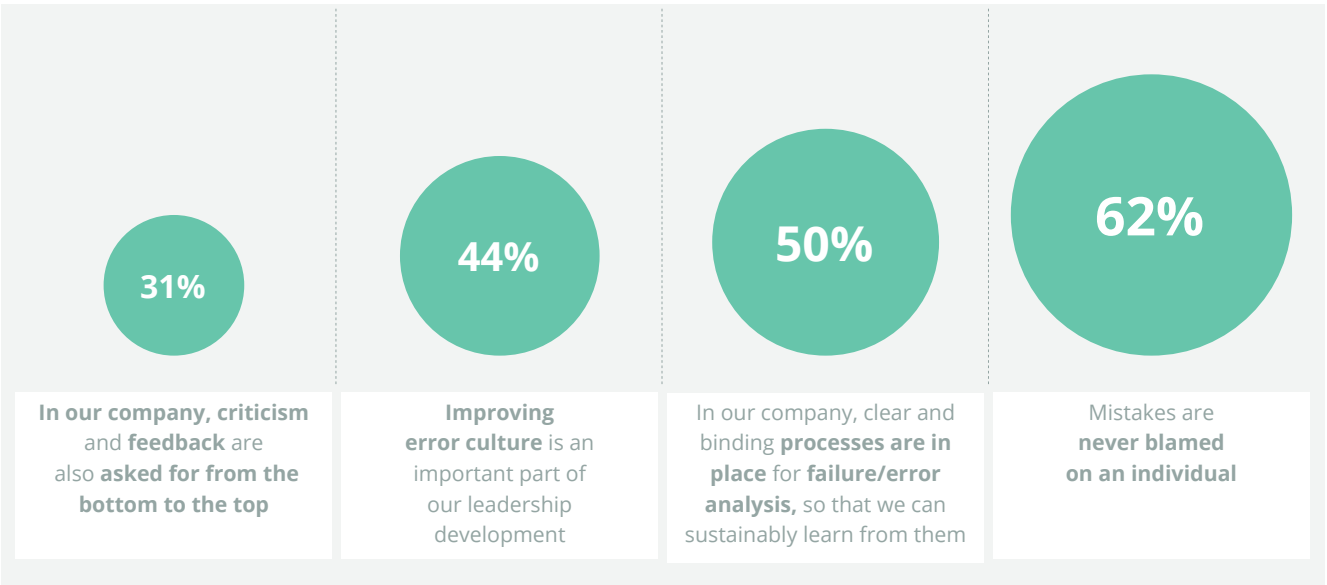 31%
44%
50%
62%
In our company, criticism
and feedback are
also asked for from the
bottom to the top
Improving
error culture is an
important part of
our leadership
development
In our company, clear and
binding processes are in
place for failure/error
analysis, so that we can
sustainably learn from them
Mistakes are
never blamed
on an individual